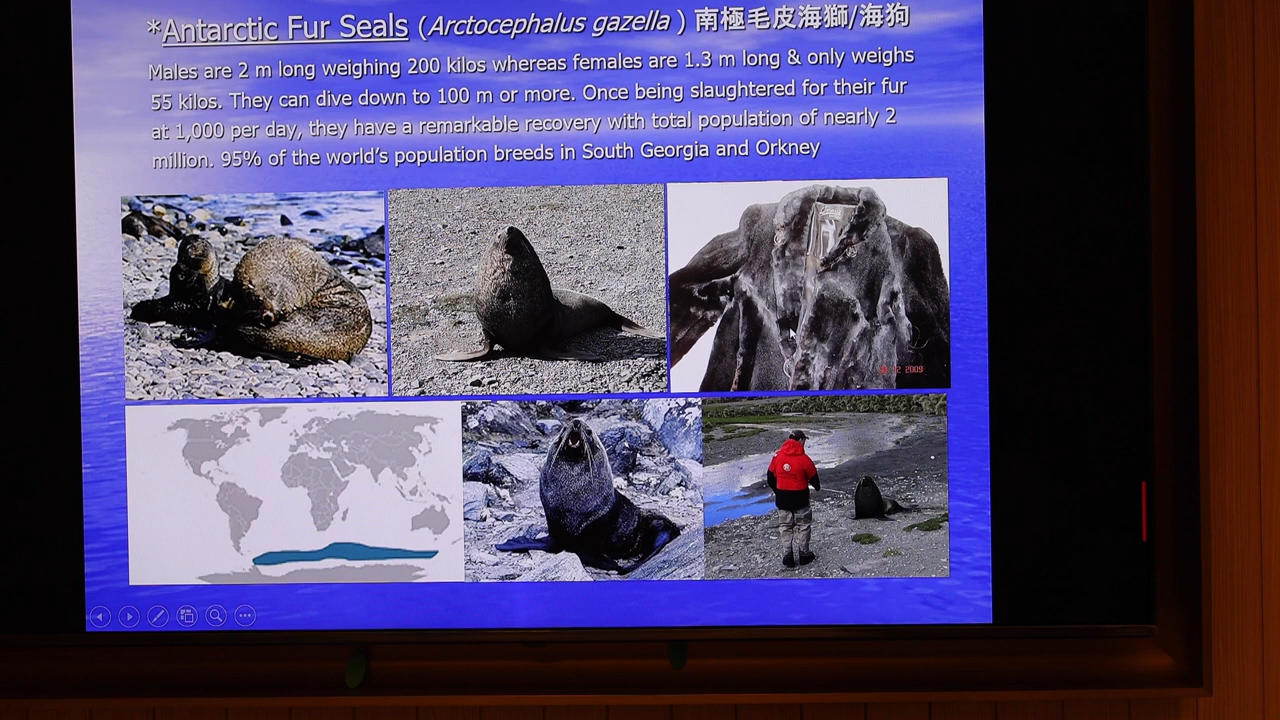 *Antarctic Fur Seals (Arctocephalus gazella ) 南極毛皮海獅/海狗
Males are 2 m long weighing 200 kilos whereas females are 1.3 m long & only weighs
55 kilos. They can dive down to 100 m or more. Once being slaughtered for their fur
at 1,000 per day, they have a remarkable recovery with total population of nearly 2
million. 95% of the world's population breeds in South Georgia and Orkney
2009